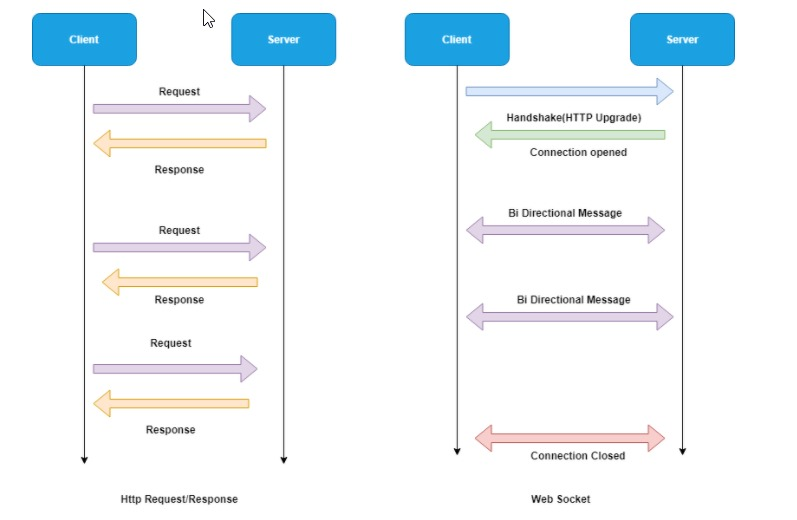 Client
Server
Request
Response
Request
Response
Request
Response
Http Request/Response
Client
Server
Handshake(HTTP Upgrade)
Connection opened
Bi Directional Message
Bi Directional Message
Connection Closed
Web Socket